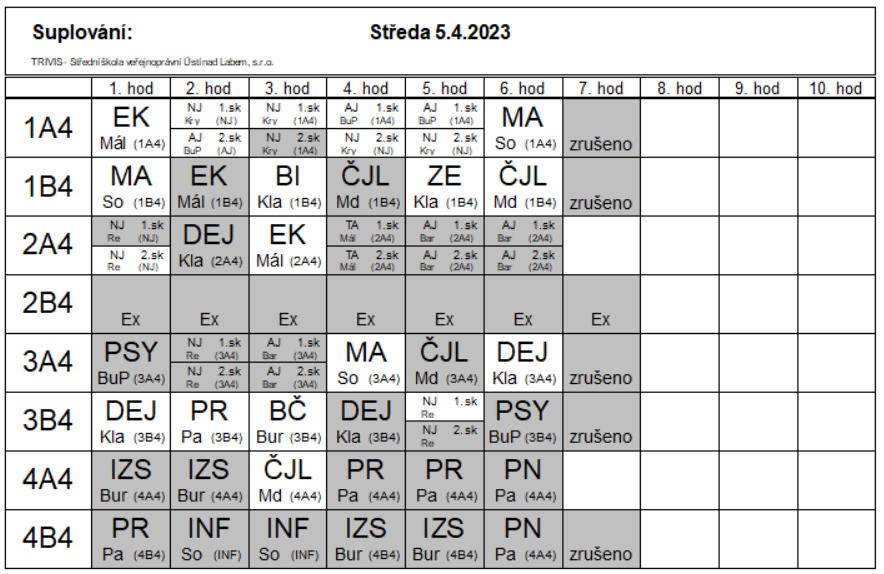 Suplování: Středa 5.4.2023
TRIVIS - Střední škola veřejnoprávní Ústí nad Labem, s.r.o.
1. hod 2. hod 3. hod 4. hod 5. hod 6. hod 7. hod 8. hod 9. hod 10. hod
1A4
EK
Mál (1A4)
NJ 1.sk
Kry (NJ)
AJ 2.sk
BuP (AJ)
NJ 1.sk
Kry (1A4)
NJ 2.sk
Kry (1A4)
AJ 1.sk
BuP (1A4)
NJ 2.sk
Kry (NJ)
AJ 1.sk
BuP (1A4)
NJ 2.sk
Kry (NJ)
MA
So (1A4)
zrušeno
1B4
MA
So (1B4)
EK
Mál (1B4)
BI
Kla (1B4)
ČJL
Md (1B4)
ZE
Kla (1B4)
ČJL
Md (1B4)
zrušeno
2A4
NJ 1.sk
Re (NJ)
NJ 2.sk
Re (NJ)
DEJ
Kla (2A4)
EK
Mál (2A4)
TA 1.sk
Mál (2A4)
TA 2.sk
Mál (2A4)
AJ 1.sk
Bar (2A4)
AJ 2.sk
Bar (2A4)
AJ 1.sk
Bar (2A4)
AJ 2.sk
Bar (2A4)
2B4
Ex
Ex
Ex
Ex
Ex
Ex
Ex
3A4
PSY
BuP (3A4)
NJ 1.sk
Re (3A4)
NJ 2.sk
Re (3A4)
AJ 1.sk
Bar (3A4)
AJ 2.sk
Bar (3A4)
MA
So (3A4)
ČJL
Md (3A4)
DEJ
Kla (3A4)
zrušeno
3B4
DEJ
Kla (3B4)
PR
Pa (3B4)
BČ
Bur (3B4)
DEJ
Kla (3B4)
NJ 1.sk
Re
NJ 2.sk
Re
PSY
BuP (3B4)
zrušeno
4A4
IZS
Bur (4A4)
IZS
Bur (4A4)
ČJL
Md (4A4)
PR
Pa (4A4)
PR
Pa (4A4)
PN
Pa (4A4)
4B4
PR
Pa (4B4)
INF
So (INF)
INF
So (INF)
IZS
Bur (4B4)
IZS
Bur (4B4)
PN
Pa (4A4)
zrušeno